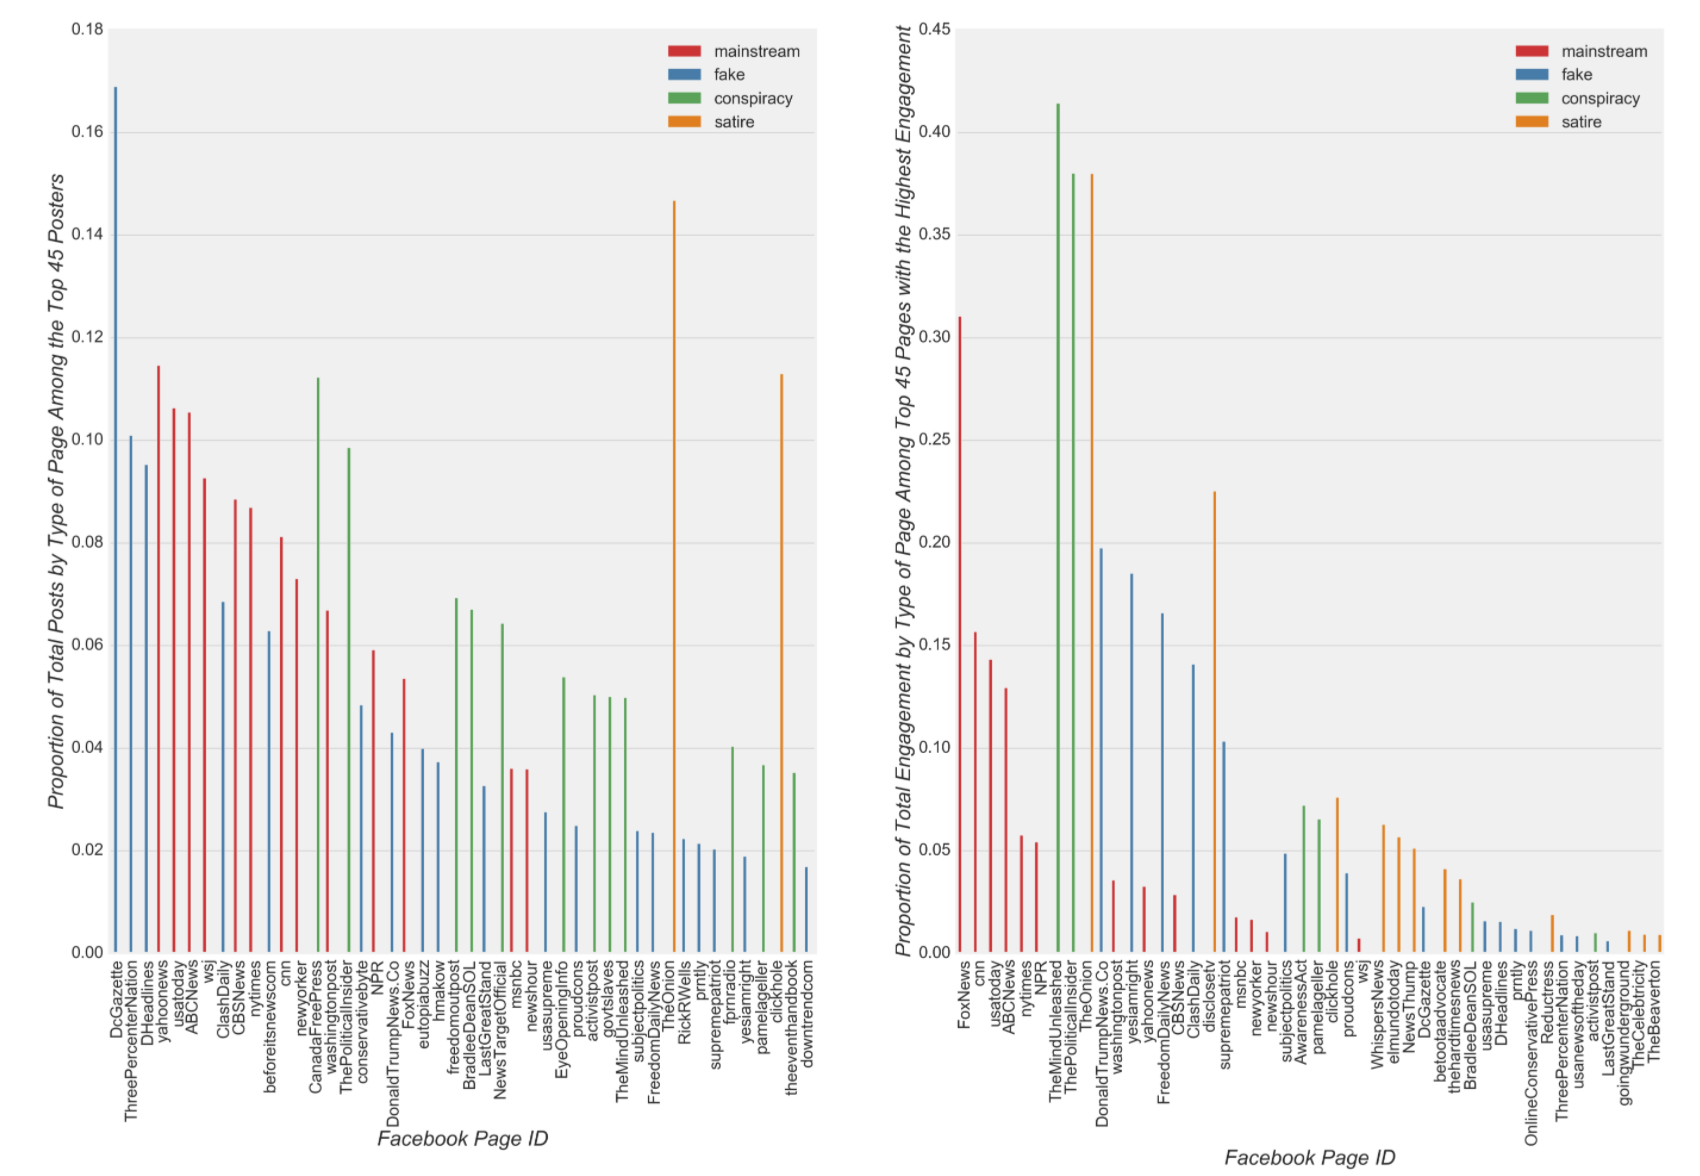 Proportion of Total Posts by Type of Page Among the Top 45 Posters
0.18
0.16
0.14
0.12
0.10
0.08
0.06
0.04
0.02
0.00
mainstream
fake
conspiracy
satire
DcGazette
ThreePercenterNation
DHeadlines
yahoonews
usatoday
ABCNews
wsj
ClashDaily
CBSNews
nytimes
beforeitsnewscom
cnn
newyorker
CanadaFreePress
washingtonpost
ThePoliticalInsider
conservativebyte
NPR
DonaldTrumpNews.Co
FoxNews
eutopiabuzz
hmakow
freedomoutpost
BradleeDeanSOL
LastGreatStand
NewsTargetOfficial
msnbc
newshour
usasupreme
EyeOpeningInfo
proudcons
activistpost
govtslaves
TheMindUnleashed
subjectpolitics
FreedomDailyNews
TheOnion
RickRWells
prntly
supremepatriot
fprnradio
yesiamright
pamelageller
clickhole
theeventhandbook
downtrendcom
Facebook Page ID
Proportion of Total Engagement by Type of Page Among Top 45 Pages with the Highest Engagement
0.45
0.40
0.35
0.30
0.25
0.20
0.15
0.10
0.05
0.00
mainstream
fake
conspiracy
satire
FoxNews
cnn
usatoday
ABCNews
nytimes
NPR
TheMindUnleashed
ThePoliticalInsider
TheOnion
DonaldTrumpNews.Co
washingtonpost
yesiamright
yahoonews
FreedomDailyNews
CBSNews
ClashDaily
disclosetv
supremepatriot
msnbc
newyorker
newshour
subjectpolitics
AwarenessAct
pamelageller
clickhole
proudcons
wsj
WhispersNews
elmundotoday
NewsThump
DcGazette
betootaadvocate
thehardtimesnews
BradleeDeanSOL
usasupreme
DHeadlines
prntly
OnlineConservativePress
Reductress
ThreePercenterNation
usanewsoftheday
activistpost
LastGreatStand
goingwunderground
TheCelebricity
TheBeaverton
Facebook Page ID